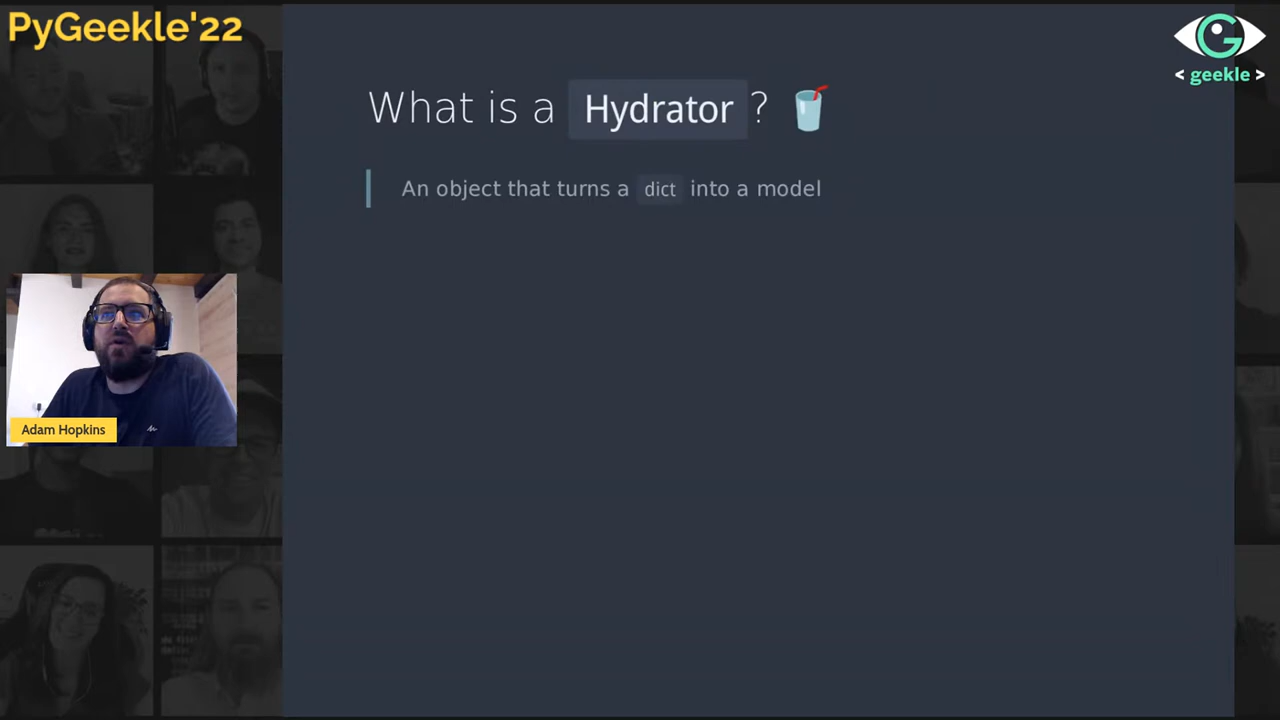 PyGeekle'22
< geekle >
What is a Hydrator?
An object that turns a dict into a model
Adam Hopkins